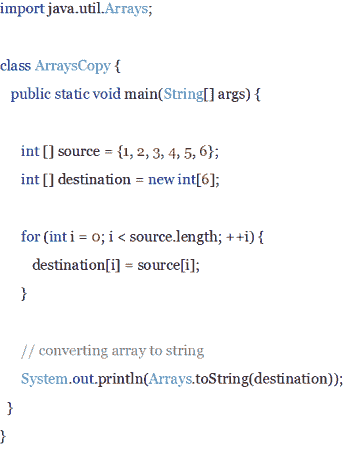 import java.util.Arrays;
class ArraysCopy {
public static void main(String[] args) {
int [] source = {1, 2, 3, 4, 5, 6};
int [] destination = new int[6];
for (int i = 0; i < source.length; ++i) {
destination[i] = source[i];
}
// converting array to string
System.out.println(Arrays.toString(destination));
}
}